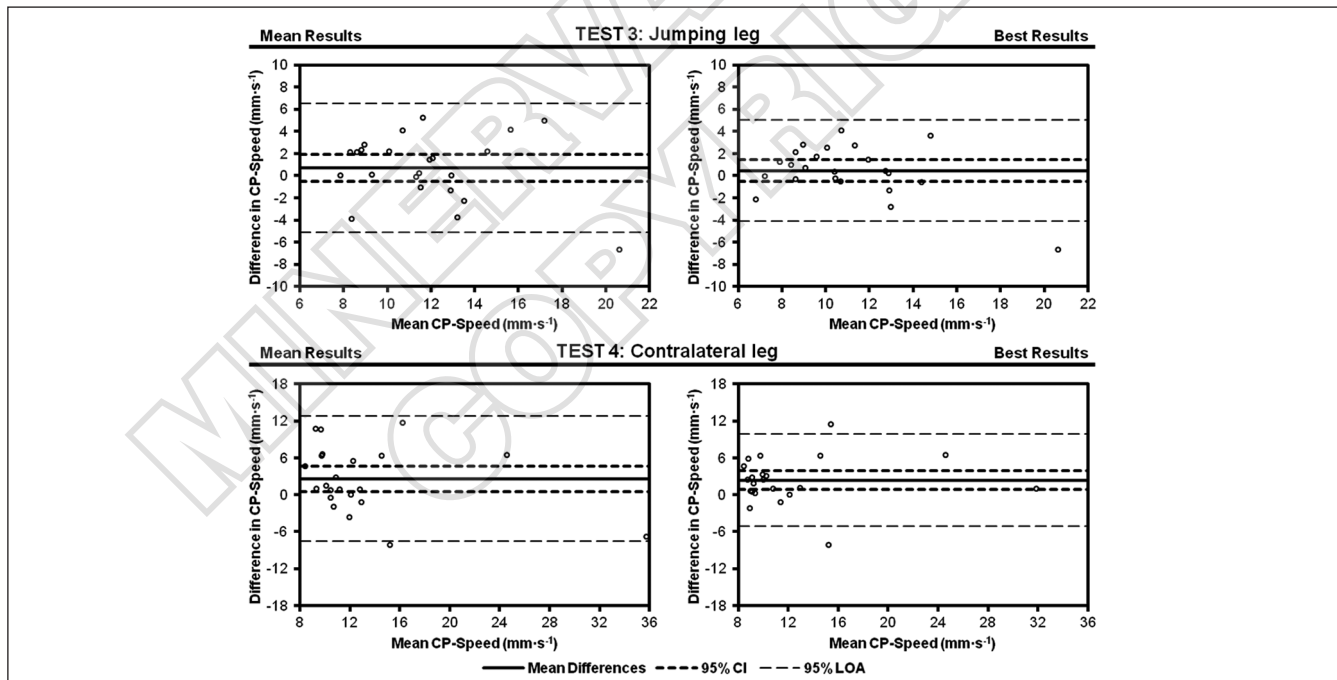 MINERVA
COPYRIGHT
Mean Results TEST 3: Jumping leg Best Results
Difference in CP-Speed (mm·s-1)
10
8
6
4
2
0
-2
-4
-6
-8
-10
6 8 10 12 14 16 18 20 22
Mean CP-Speed (mm·s-1)
Difference in CP-Speed (mm·s-1)
10
8
6
4
2
0
-2
-4
-6
-8
-10
6 8 10 12 14 16 18 20 22
Mean CP-Speed (mm·s-1)
Mean Results TEST 4: Contralateral leg Best Results
Difference in CP-Speed (mm·s-1)
18
12
6
0
-6
-12
-18
8 12 16 20 24 28 32 36
Mean CP-Speed (mm·s-1)
Difference in CP-Speed (mm·s-1)
18
12
6
0
-6
-12
-18
8 12 16 20 24 28 32 36
Mean CP-Speed (mm·s-1)
Mean Differences 95% CI 95% LOA